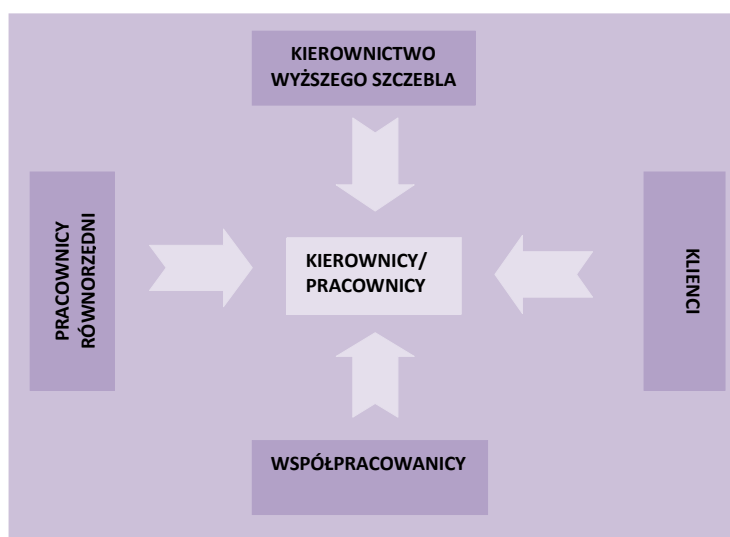 KIEROWNICTWO
WYŻSZEGO SZCZEBLA
PRACOWNICY
RÓWNORZĘDNI
KIEROWNICY/
PRACOWNICY
KLIENCI
WSPÓŁPRACOWANICY